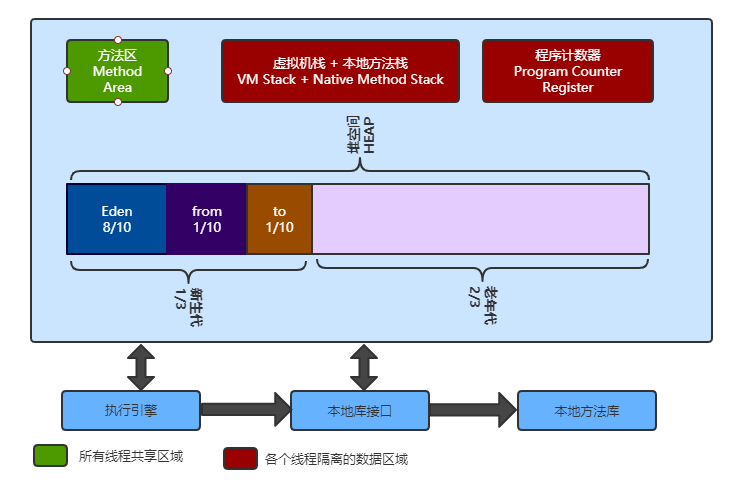 方法区
Method
Area
虚拟机栈 + 本地方法栈
VM Stack + Native Method Stack
程序计数器
Program Counter
Register
堆空间
HEAP
Eden
8/10
from
1/10
to
1/10
新生代
1/3
老年代
2/3
执行引擎
本地库接口
本地方法库
所有线程共享区域
各个线程隔离的数据区域